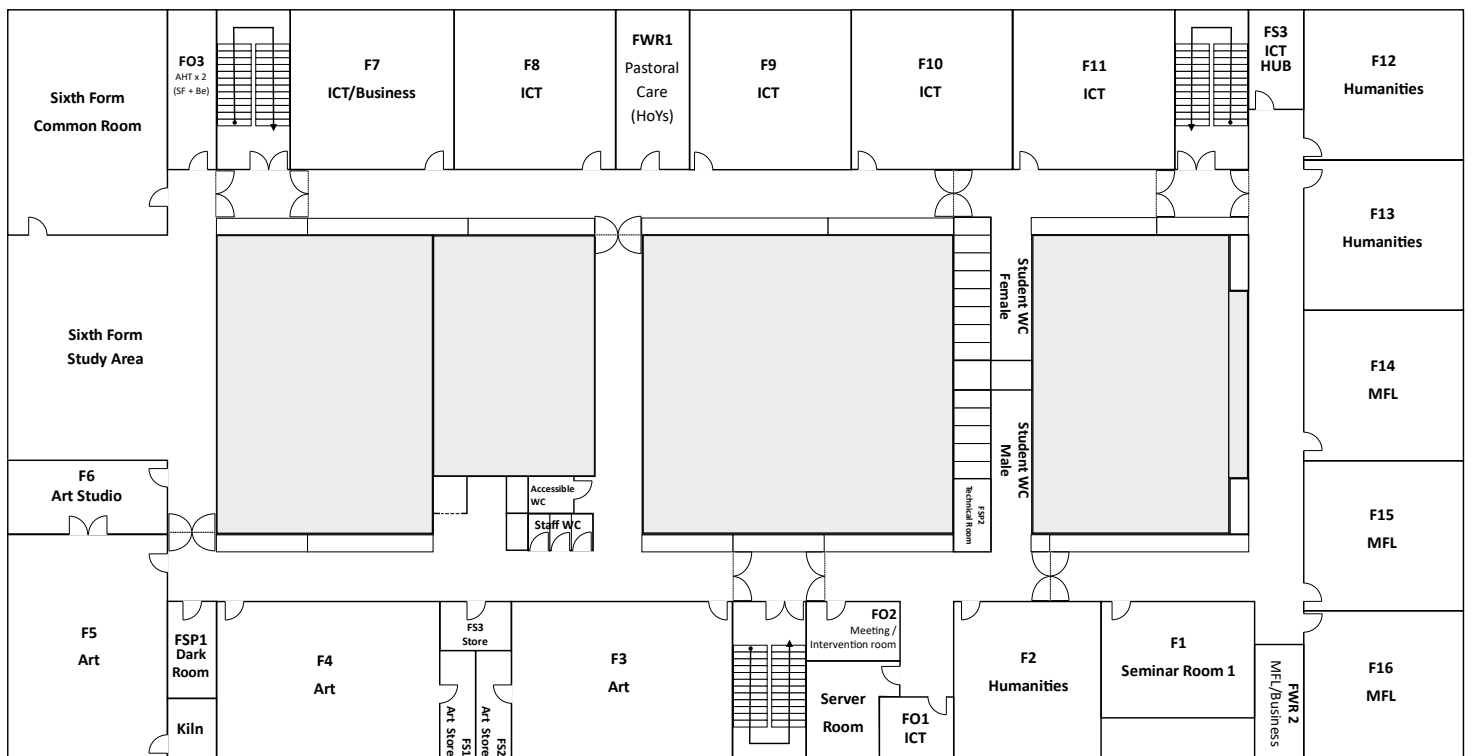 Sixth Form
Common Room
FO3
AHT x 2
(SF + Be)
F7
ICT/Business
F8
ICT
FWR1
Pastoral
Care
(HoYs)
F9
ICT
F10
ICT
F11
ICT
FS3
ICT
HUB
F12
Humanities
F13
Humanities
Sixth Form
Study Area
Student WC
Female
F14
MFL
Student WC
Male
F6
Art Studio
Accessible
WC
Staff WC
FSP2
Technical Room
F15
MFL
F5
Art
FSP1
Dark
Room
Kiln
F4
Art
FS3
Store
FS1
Art Store
FS2
Art Store
F3
Art
FO2
Meeting /
Intervention room
Server
Room
FO1
ICT
F2
Humanities
F1
Seminar Room 1
FWR 2
MFL/Business
F16
MFL